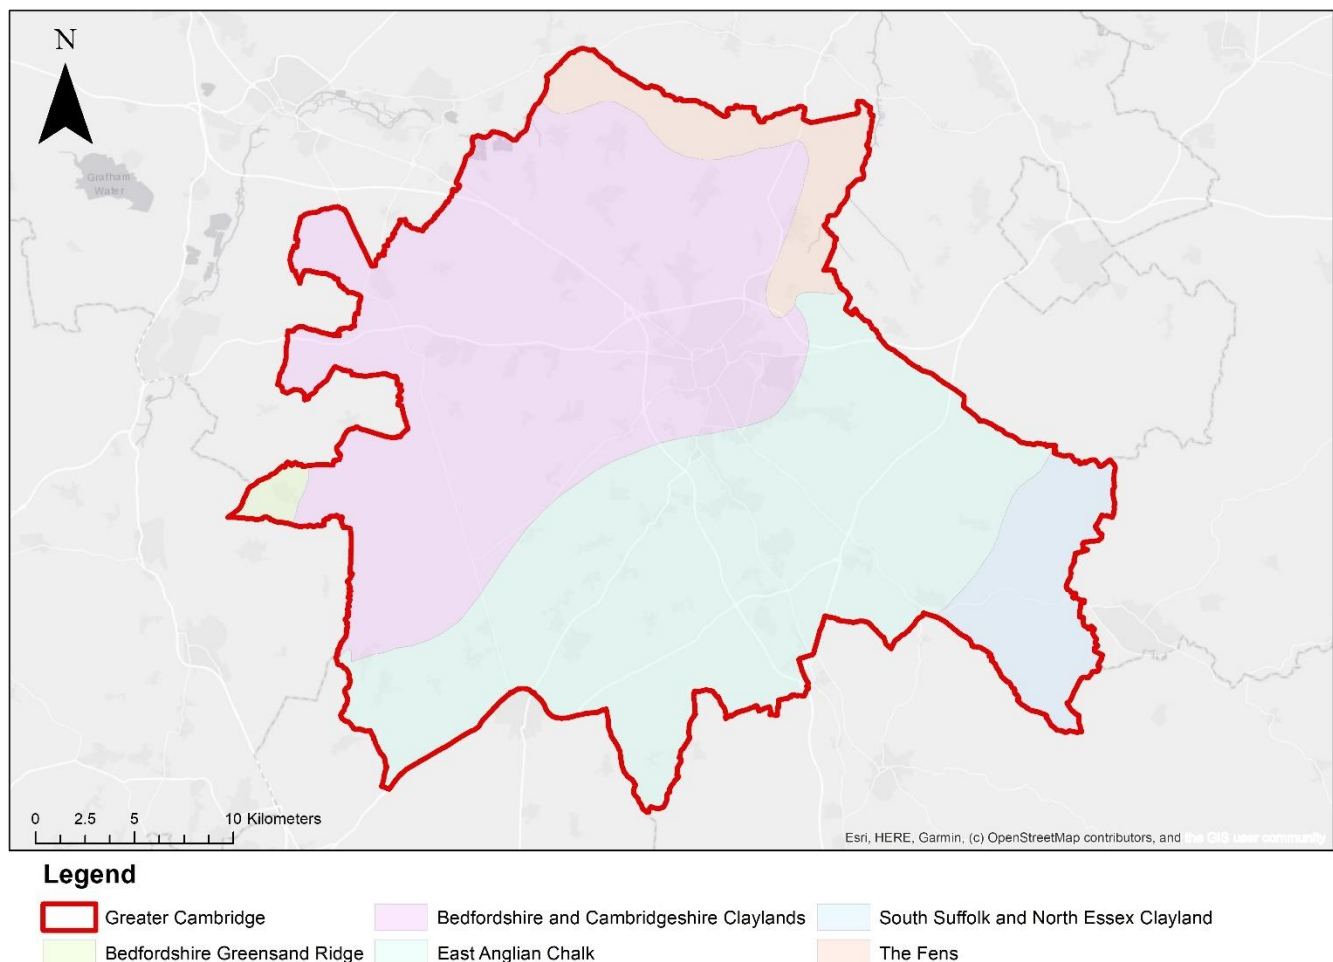 N
Grafham
Water
0 2.5 5 10 Kilometers
Esri, HERE, Garmin, (c) OpenStreetMap contributors, and the GIS user community
Legend
Greater Cambridge
Bedfordshire and Cambridgeshire Claylands
South Suffolk and North Essex Clayland
Bedfordshire Greensand Ridge
East Anglian Chalk
The Fens